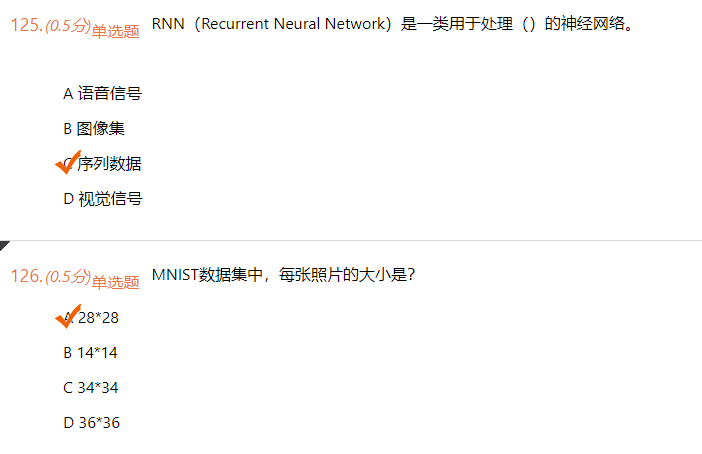 125.(0.5分)单选题 RNN（Recurrent Neural Network）是一类用于处理（）的神经网络。
A 语音信号
B 图像集
C 序列数据
D 视觉信号
126.(0.5分)单选题 MNIST数据集中，每张照片的大小是?
A 28*28
B 14*14
C 34*34
D 36*36